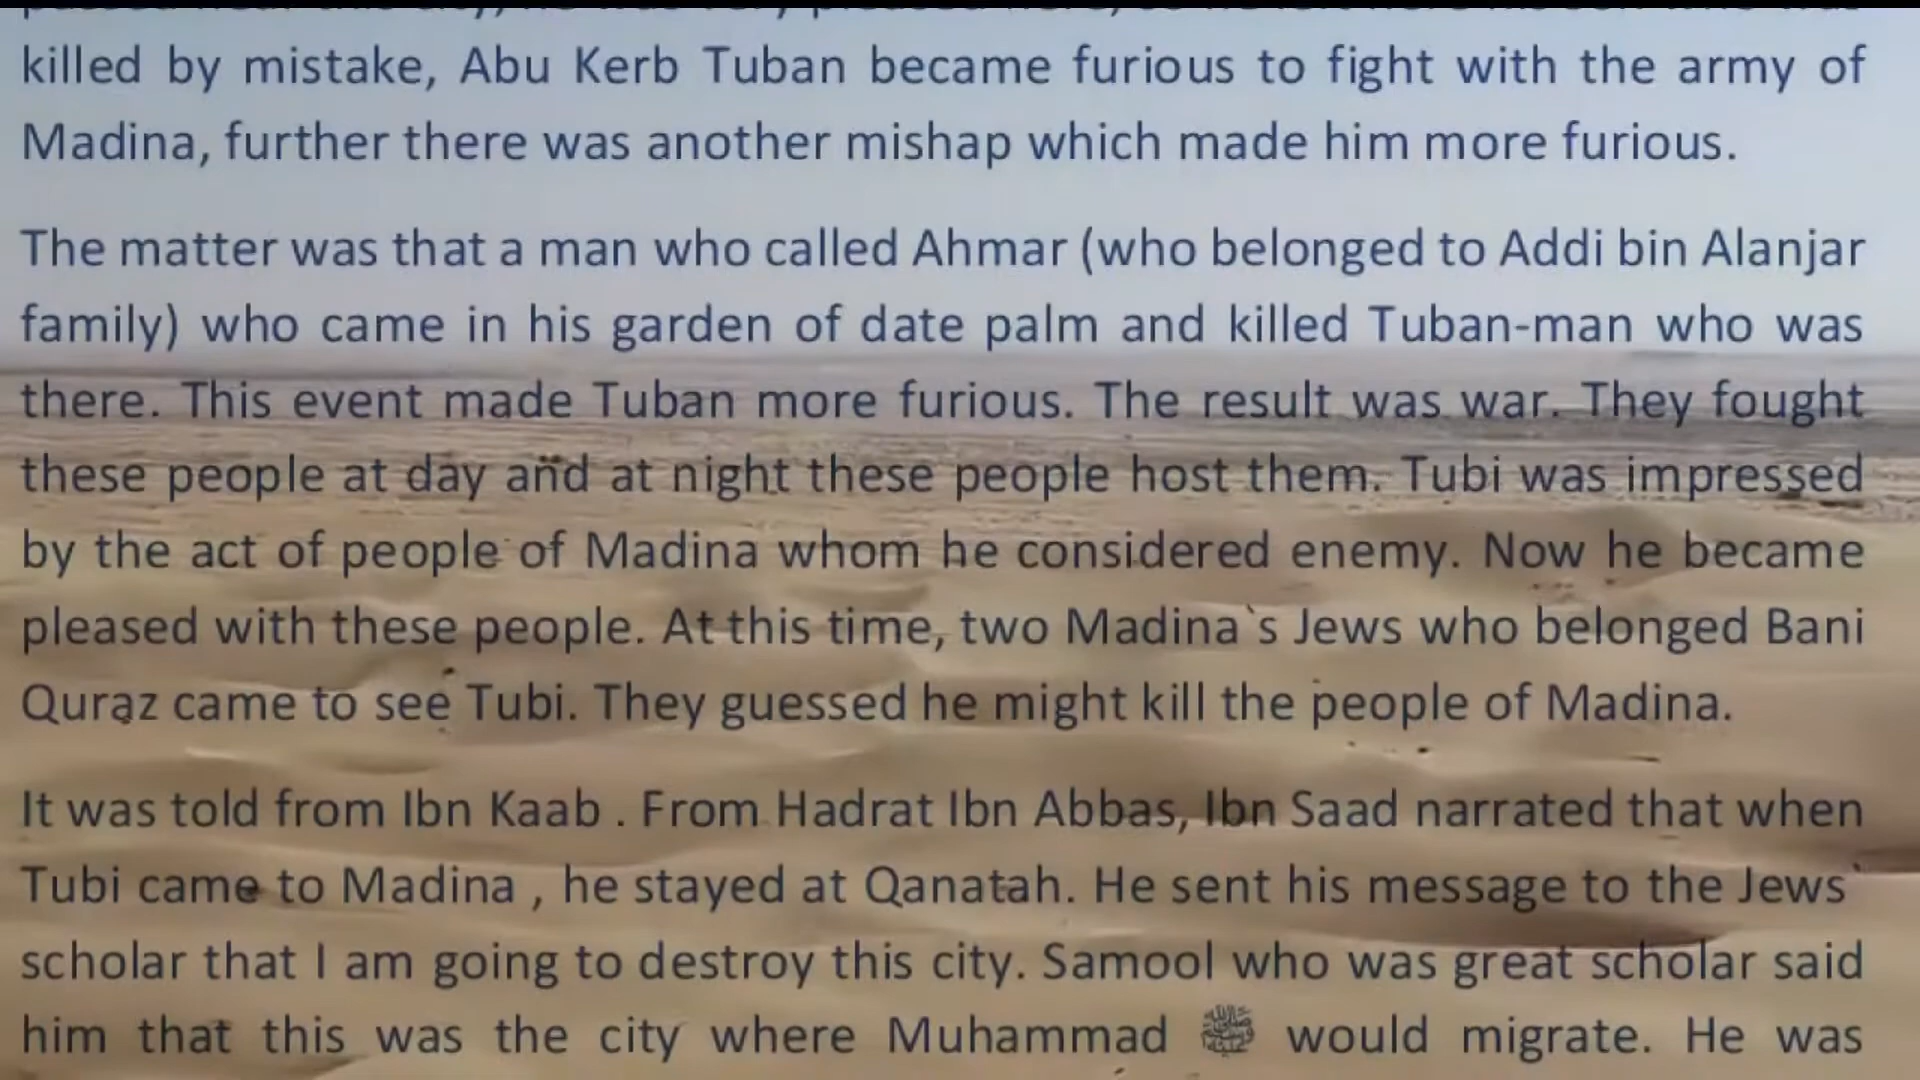 killed by mistake, Abu Kerb Tuban became furious to fight with the army of
Madina, further there was another mishap which made him more furious.
The matter was that a man who called Ahmar (who belonged to Addi bin Alanjar
family) who came in his garden of date palm and killed Tuban-man who was
there. This event made Tuban more furious. The result was war. They fought
these people at day and at night these people host them. Tubi was impressed
by the act of people of Madina whom he considered enemy. Now he became
pleased with these people. At this time, two Madina`s Jews who belonged Bani
Quraz came to see Tubi. They guessed he might kill the people of Madina.
It was told from Ibn Kaab . From Hadrat Ibn Abbas, Ibn Saad narrated that when
Tubi came to Madina , he stayed at Qanatah. He sent his message to the Jews`
scholar that I am going to destroy this city. Samool who was great scholar said
him that this was the city where Muhammad ﷺ would migrate. He was